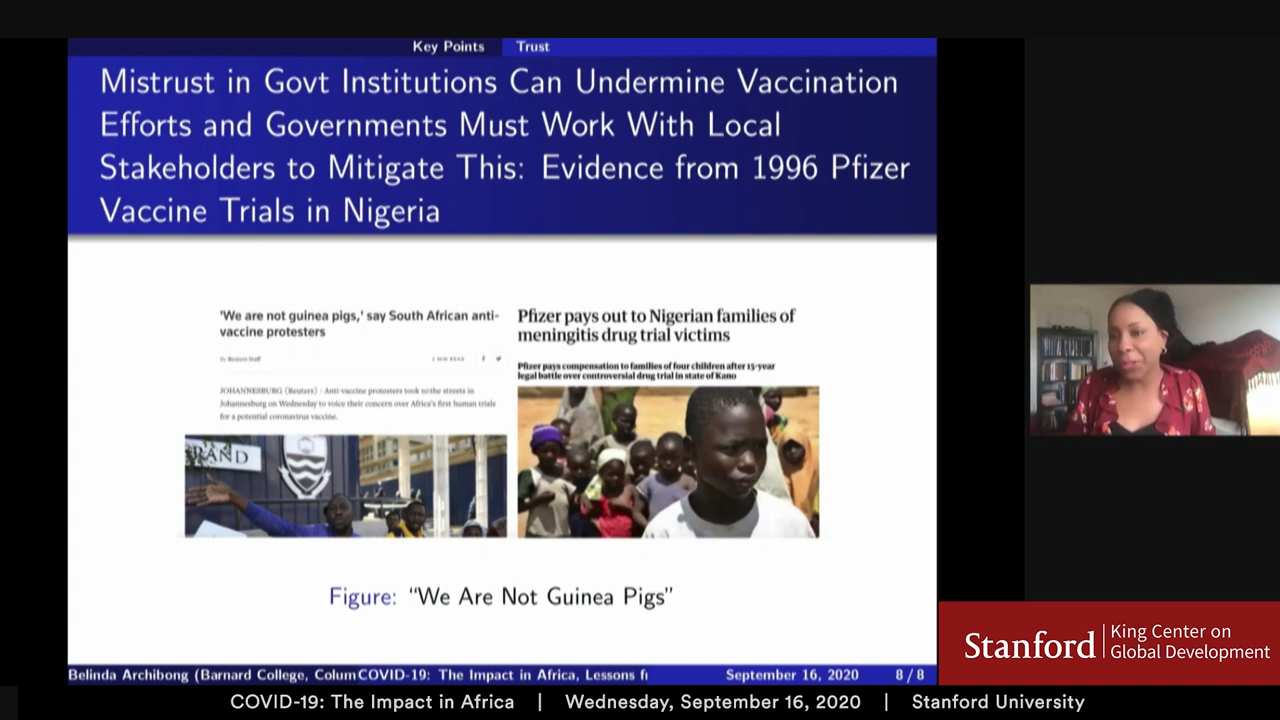 Key Points Trust
Mistrust in Govt Institutions Can Undermine Vaccination
Efforts and Governments Must Work With Local
Stakeholders to Mitigate This: Evidence from 1996 Pfizer
Vaccine Trials in Nigeria
'We are not guinea pigs,' say South African anti-
vaccine protesters
By Reuters Staff
2 MIN READ
JOHANNESBURG (Reuters) - Anti-vaccine protesters took to the streets in
Johannesburg on Wednesday to voice their concern over Africa's first human trials
for a potential coronavirus vaccine.
RAND
Pfizer pays out to Nigerian families of
meningitis drug trial victims
Pfizer pays compensation to families of four children after 15-year
legal battle over controversial drug trial in state of Kano
Figure: “We Are Not Guinea Pigs”
Belinda Archibong (Barnard College, Colum COVID-19: The Impact in Africa, Lessons fr September 16, 2020 8 / 8
Stanford
King Center on
Global Development
COVID-19: The Impact in Africa | Wednesday, September 16, 2020 | Stanford University